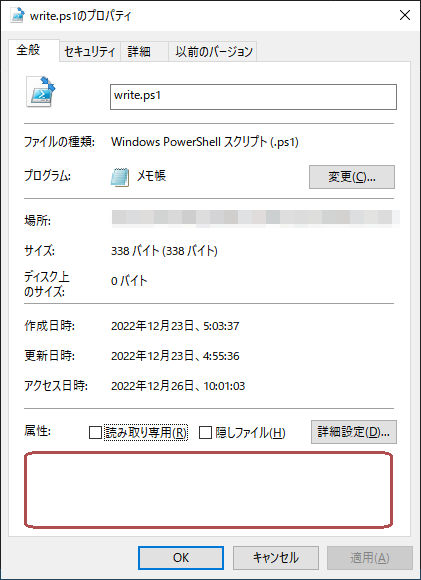 write.ps1のプロパティ
全般 セキュリティ 詳細 以前のバージョン
write.ps1
ファイルの種類: Windows PowerShell スクリプト (.ps1)
プログラム: メモ帳 変更(C)...
場所:
サイズ: 338 バイト (338 バイト)
ディスク上
のサイズ: 0 バイト
作成日時: 2022年12月23日、5:03:37
更新日時: 2022年12月23日、4:55:36
アクセス日時: 2022年12月26日、10:01:03
属性: 読み取り専用(R) 隠しファイル(H) 詳細設定(D)...
OK キャンセル 適用(A)